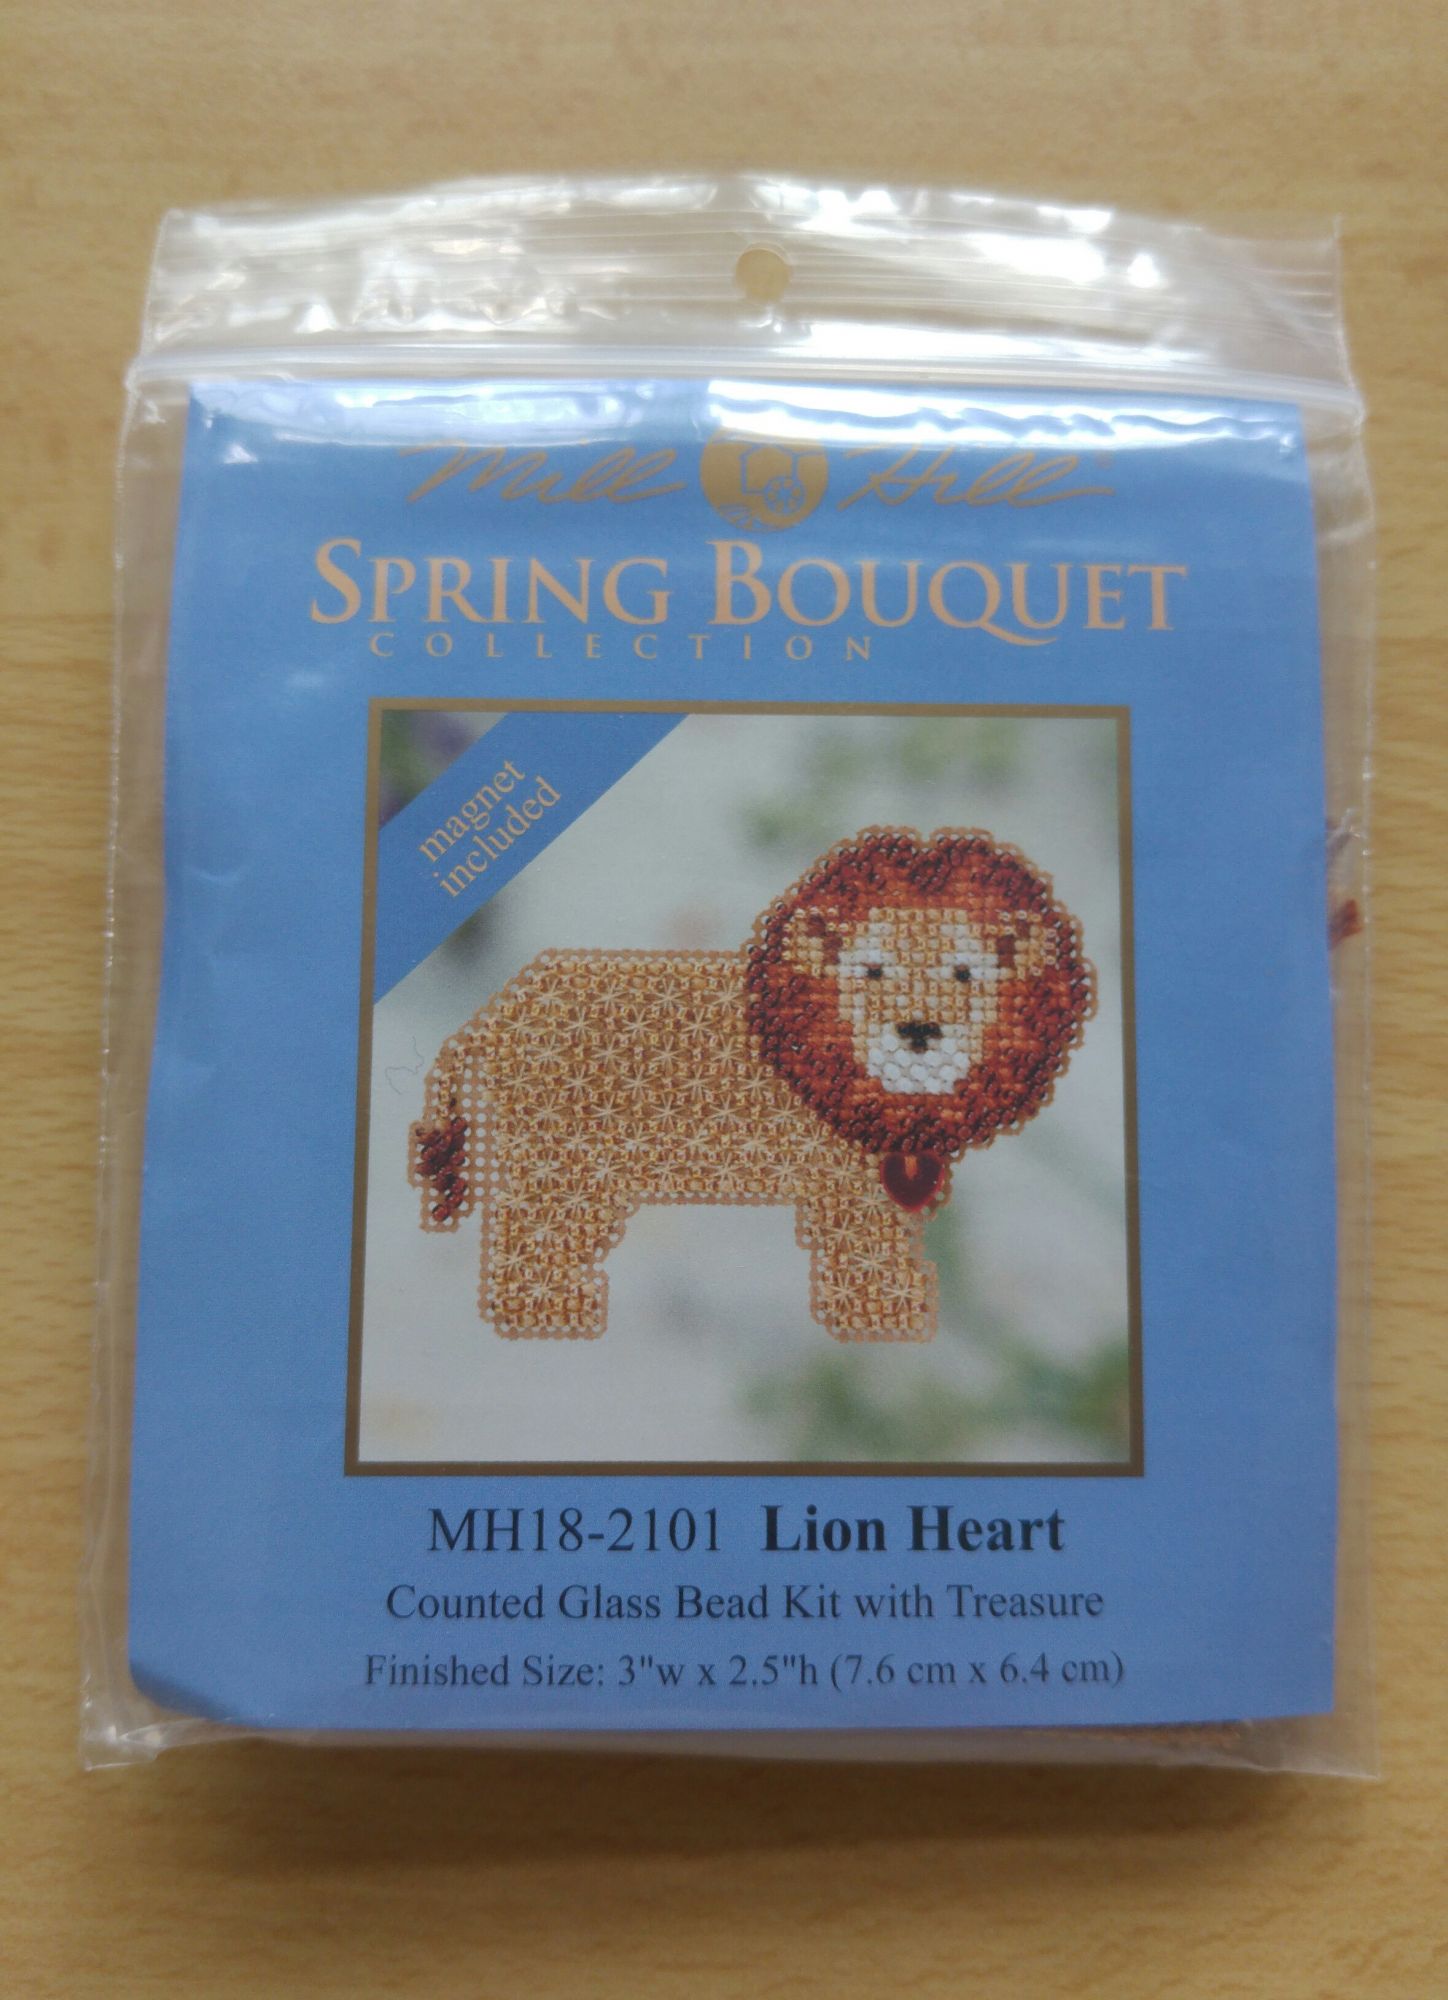 Mill Hill®
SPRING BOUQUET
COLLECTION
magnet
included
MH18-2101 Lion Heart
Counted Glass Bead Kit with Treasure
Finished Size: 3"w x 2.5"h (7.6 cm x 6.4 cm)